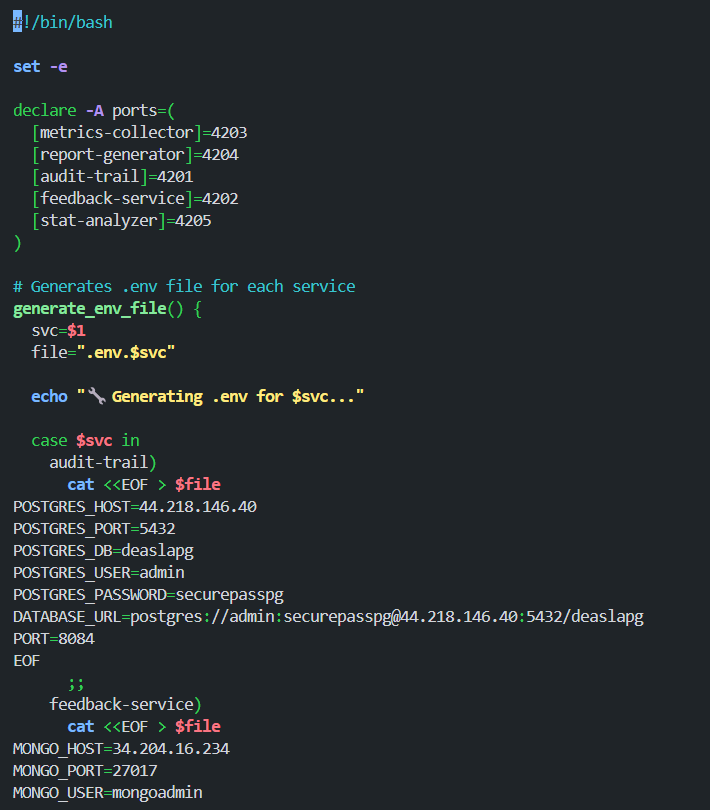 #!/bin/bash
set -e
declare -A ports=(
  [metrics-collector]=4203
  [report-generator]=4204
  [audit-trail]=4201
  [feedback-service]=4202
  [stat-analyzer]=4205
)
# Generates .env file for each service
generate_env_file() {
  svc=$1
  file=".env.$svc"
  echo "🔧 Generating .env for $svc..."
  case $svc in
    audit-trail)
      cat <<EOF > $file
POSTGRES_HOST=44.218.146.40
POSTGRES_PORT=5432
POSTGRES_DB=deaslapg
POSTGRES_USER=admin
POSTGRES_PASSWORD=securepasspg
DATABASE_URL=postgres://admin:securepasspg@44.218.146.40:5432/deaslapg
PORT=8084
EOF
      ;;
    feedback-service)
      cat <<EOF > $file
MONGO_HOST=34.204.16.234
MONGO_PORT=27017
MONGO_USER=mongoadmin